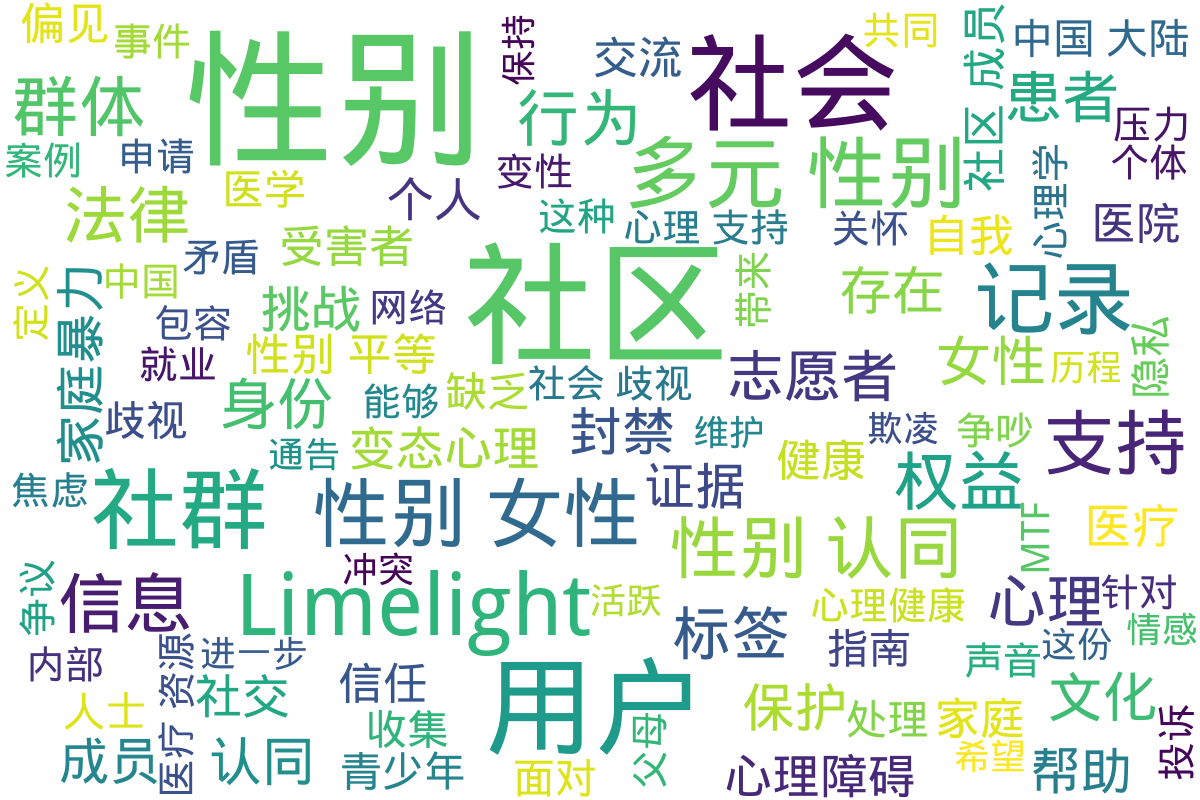 偏见
事件
性别
保持
交流
社会
共同
社区 成员
中国 大陆
群体
行为
患者
压力
案例
申请
医学
个人
变性
多元 性别
心理学
个体
法律
受害者
这种
心理 支持
关怀
自我
医院
定义
中国
矛盾
家庭暴力
包容
挑战
网络
社区
带来
存在
记录
就业
性别 平等
志愿者
女性
历程
隐私
歧视
身份
能够
缺乏
社会 歧视
通告
变态心理
封禁
维护
欺凌
争吵
支持
焦虑
社群
性别 女性
证据
健康
权益
MTF
医疗
争议
信息
冲突
Limelight
活跃
性别 认同
心理健康
心理
针对
内部
医疗 资源
进一步
标签
指南
声音
这份
情感
人士
社交
信任
用户
父母
保护
处理
家庭
文化
投诉
成员
认同
收集
青少年
面对
心理障碍
希望
帮助